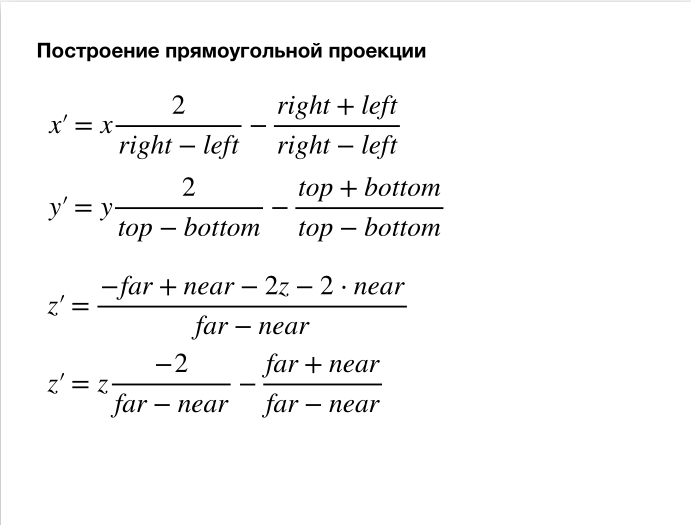 Построение прямоугольной проекции
x′ = x \frac{2}{right − left} − \frac{right + left}{right − left}
y′ = y \frac{2}{top − bottom} − \frac{top + bottom}{top − bottom}
z′ = \frac{−far + near − 2z − 2 · near}{far − near}
z′ = z \frac{−2}{far − near} − \frac{far + near}{far − near}